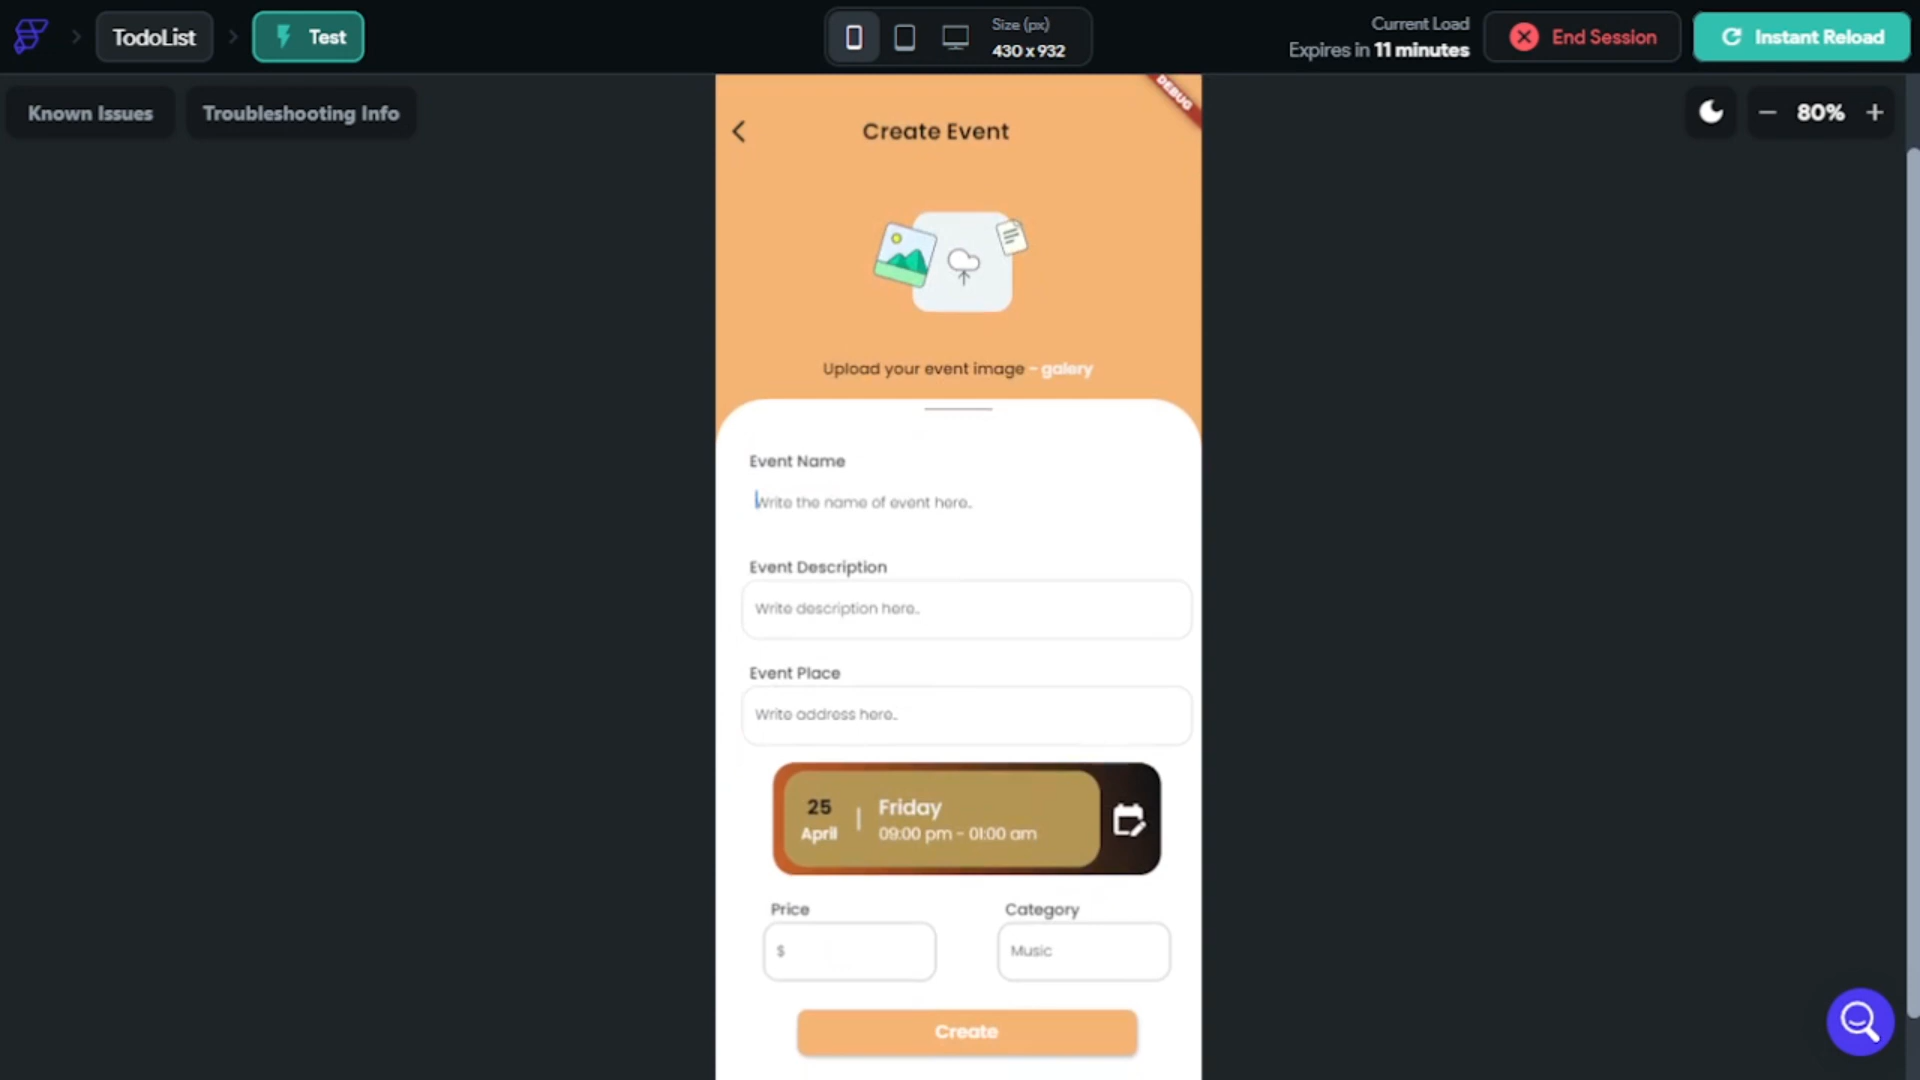 TodoList
Test
Size (px)
430 x 932
Current Load
Expires in 11 minutes
End Session
Instant Reload
Known Issues
Troubleshooting Info
80%
DEBUG
Create Event
Upload your event image - galery
Event Name
Write the name of event here..
Event Description
Write description here..
Event Place
Write address here..
25
April
|
Friday
09:00 pm - 01:00 am
Price
Category
$
Music
Create